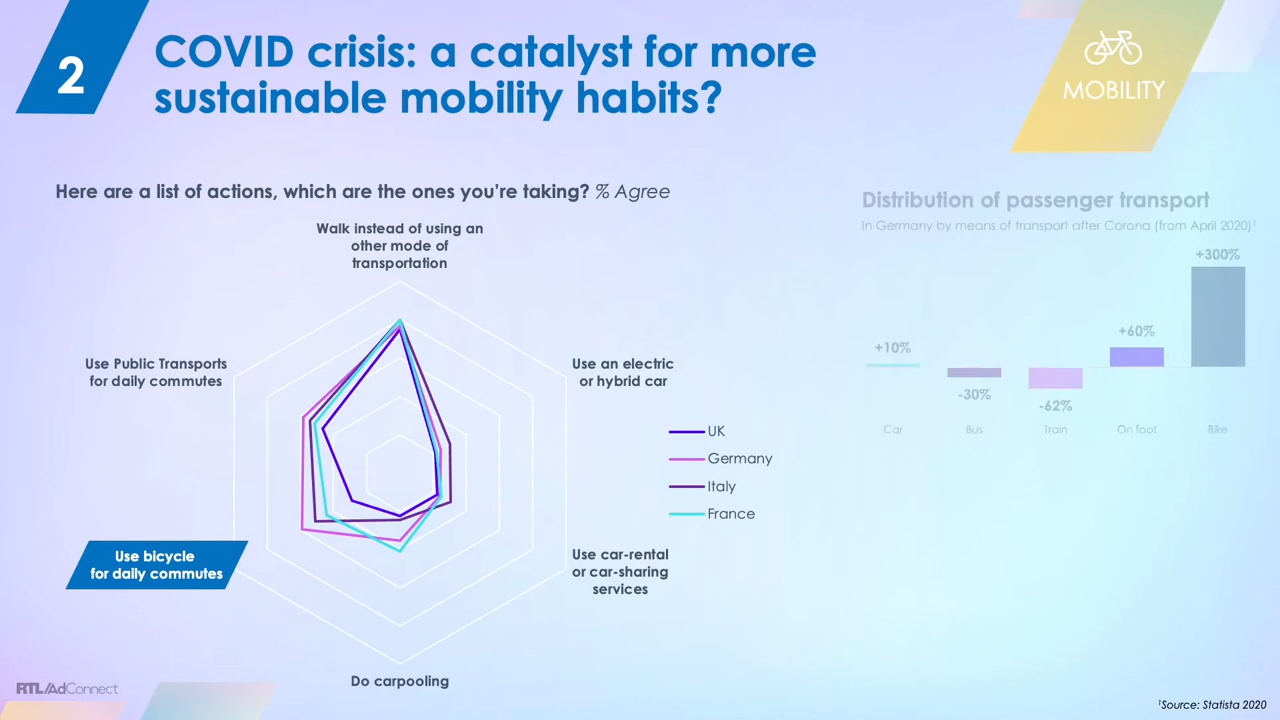 2
COVID crisis: a catalyst for more
sustainable mobility habits?
MOBILITY
Here are a list of actions, which are the ones you're taking? % Agree
Walk instead of using an
other mode of
transportation
Use an electric
or hybrid car
Use car-rental
or car-sharing
services
Do carpooling
Use bicycle
for daily commutes
Use Public Transports
for daily commutes
UK
Germany
Italy
France
Distribution of passenger transport
In Germany by means of transport after Corona (from April 2020)¹
+10%
-30%
-62%
+60%
+300%
Car
Bus
Train
On foot
Bike
RTL/AdConnect
¹Source: Statista 2020